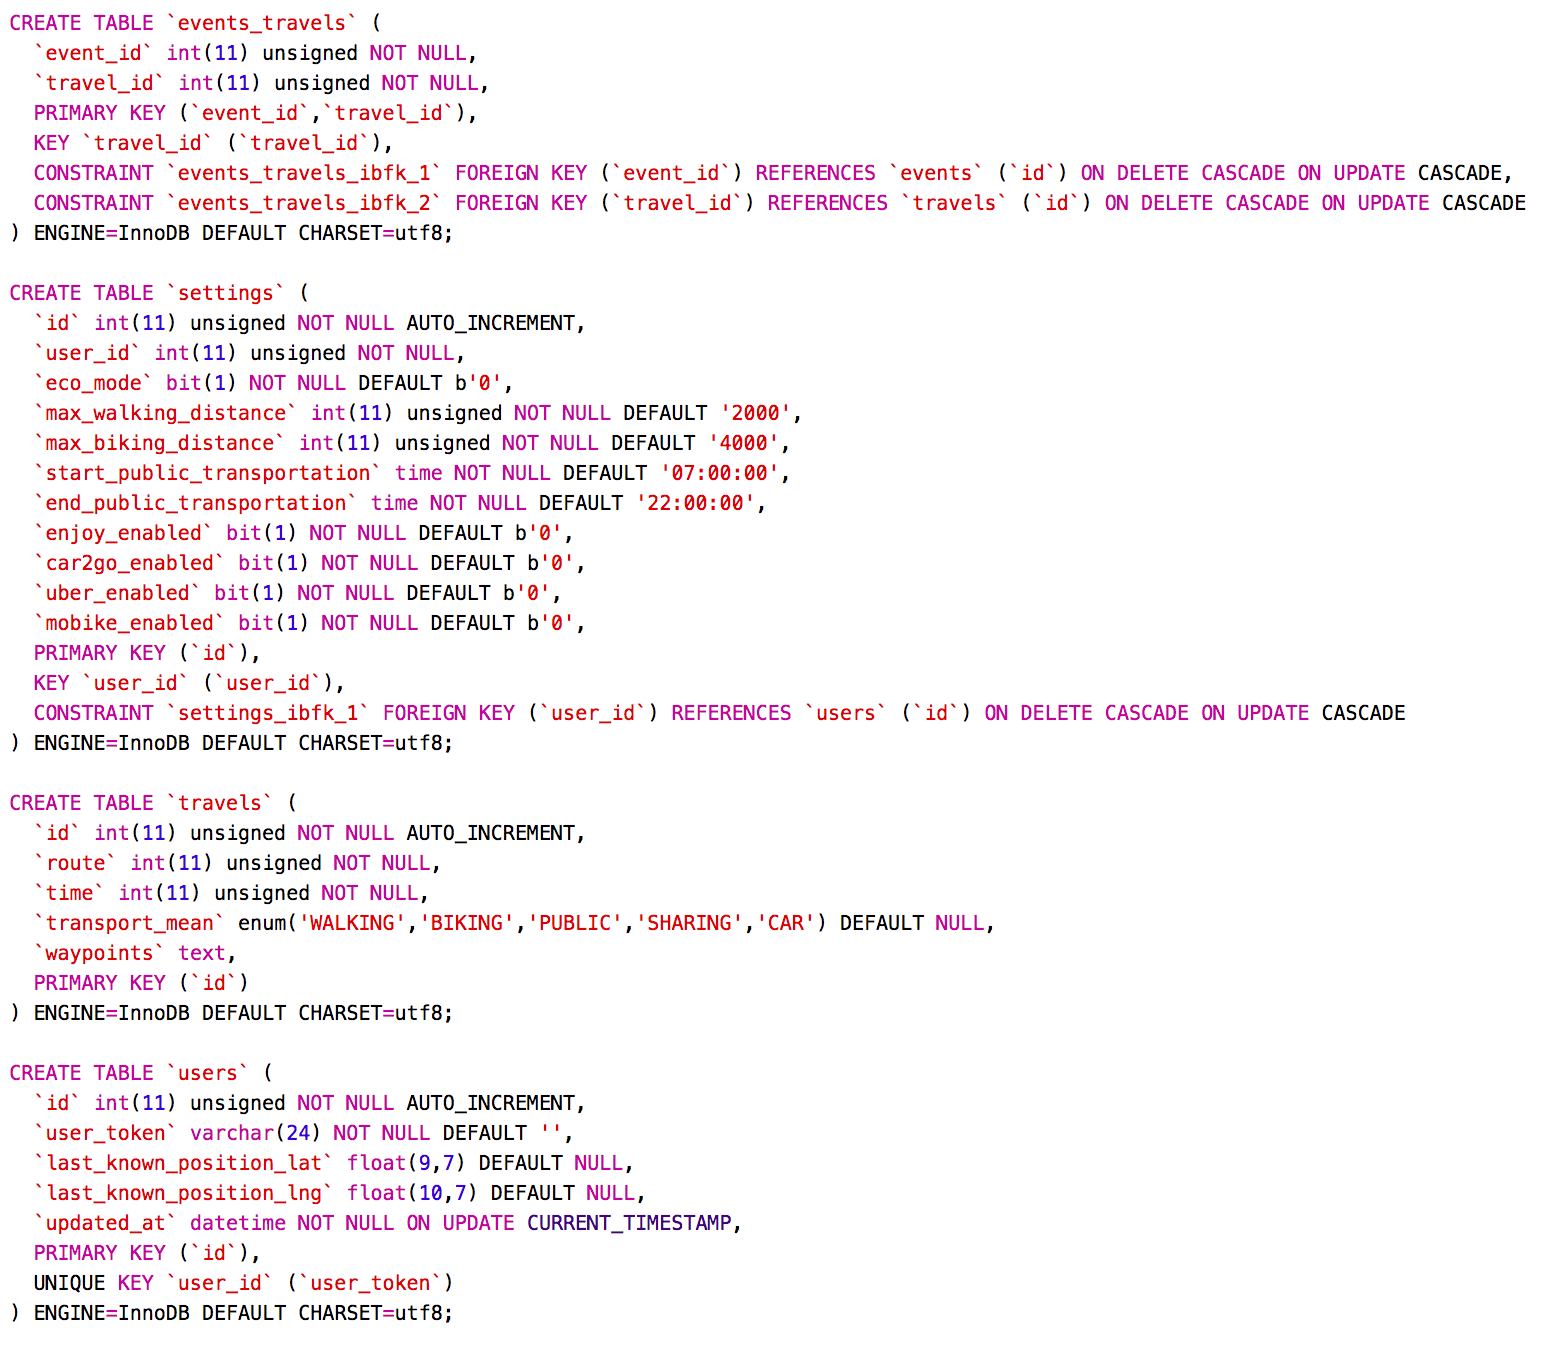 CREATE TABLE `events_travels` (
  `event_id` int(11) unsigned NOT NULL,
  `travel_id` int(11) unsigned NOT NULL,
  PRIMARY KEY (`event_id`,`travel_id`),
  KEY `travel_id` (`travel_id`),
  CONSTRAINT `events_travels_ibfk_1` FOREIGN KEY (`event_id`) REFERENCES `events` (`id`) ON DELETE CASCADE ON UPDATE CASCADE,
  CONSTRAINT `events_travels_ibfk_2` FOREIGN KEY (`travel_id`) REFERENCES `travels` (`id`) ON DELETE CASCADE ON UPDATE CASCADE
) ENGINE=InnoDB DEFAULT CHARSET=utf8;

CREATE TABLE `settings` (
  `id` int(11) unsigned NOT NULL AUTO_INCREMENT,
  `user_id` int(11) unsigned NOT NULL,
  `eco_mode` bit(1) NOT NULL DEFAULT b'0',
  `max_walking_distance` int(11) unsigned NOT NULL DEFAULT '2000',
  `max_biking_distance` int(11) unsigned NOT NULL DEFAULT '4000',
  `start_public_transportation` time NOT NULL DEFAULT '07:00:00',
  `end_public_transportation` time NOT NULL DEFAULT '22:00:00',
  `enjoy_enabled` bit(1) NOT NULL DEFAULT b'0',
  `car2go_enabled` bit(1) NOT NULL DEFAULT b'0',
  `uber_enabled` bit(1) NOT NULL DEFAULT b'0',
  `mobike_enabled` bit(1) NOT NULL DEFAULT b'0',
  PRIMARY KEY (`id`),
  KEY `user_id` (`user_id`),
  CONSTRAINT `settings_ibfk_1` FOREIGN KEY (`user_id`) REFERENCES `users` (`id`) ON DELETE CASCADE ON UPDATE CASCADE
) ENGINE=InnoDB DEFAULT CHARSET=utf8;

CREATE TABLE `travels` (
  `id` int(11) unsigned NOT NULL AUTO_INCREMENT,
  `route` int(11) unsigned NOT NULL,
  `time` int(11) unsigned NOT NULL,
  `transport_mean` enum('WALKING','BIKING','PUBLIC','SHARING','CAR') DEFAULT NULL,
  `waypoints` text,
  PRIMARY KEY (`id`)
) ENGINE=InnoDB DEFAULT CHARSET=utf8;

CREATE TABLE `users` (
  `id` int(11) unsigned NOT NULL AUTO_INCREMENT,
  `user_token` varchar(24) NOT NULL DEFAULT '',
  `last_known_position_lat` float(9,7) DEFAULT NULL,
  `last_known_position_lng` float(10,7) DEFAULT NULL,
  `updated_at` datetime NOT NULL ON UPDATE CURRENT_TIMESTAMP,
  PRIMARY KEY (`id`),
  UNIQUE KEY `user_id` (`user_token`)
) ENGINE=InnoDB DEFAULT CHARSET=utf8;